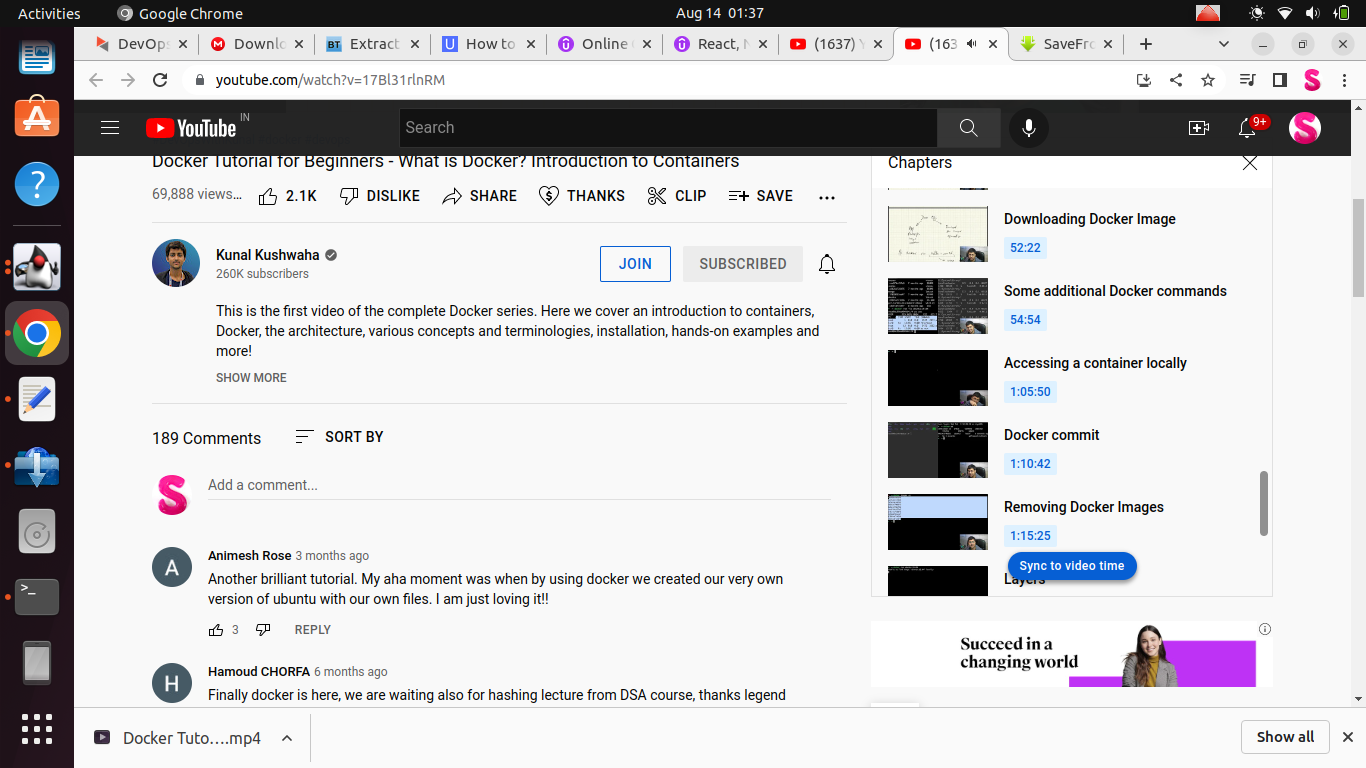 Activities
Google Chrome
Aug 14 01:37
DevOps
Downlo
BT
Extract
U
How to
Online
React, N
(1637) Y
(163
SaveFro
youtube.com/watch?v=17Bl31rlnRM
YouTube IN
Search
9+
Docker Tutorial for Beginners - What is Docker? Introduction to Containers
69,888 views...
2.1K
DISLIKE
SHARE
THANKS
CLIP
SAVE
Kunal Kushwaha
260K subscribers
JOIN
SUBSCRIBED
This is the first video of the complete Docker series. Here we cover an introduction to containers,
Docker, the architecture, various concepts and terminologies, installation, hands-on examples and
more!
SHOW MORE
189 Comments
SORT BY
Add a comment...
A
Animesh Rose 3 months ago
Another brilliant tutorial. My aha moment was when by using docker we created our very own
version of ubuntu with our own files. I am just loving it!!
3
REPLY
H
Hamoud CHORFA 6 months ago
Finally docker is here, we are waiting also for hashing lecture from DSA course, thanks legend
Chapters
Downloading Docker Image
52:22
Some additional Docker commands
54:54
Accessing a container locally
1:05:50
Docker commit
1:10:42
Removing Docker Images
1:15:25
Sync to video time
Layers
Succeed in a
changing world
Docker Tuto....mp4
Show all